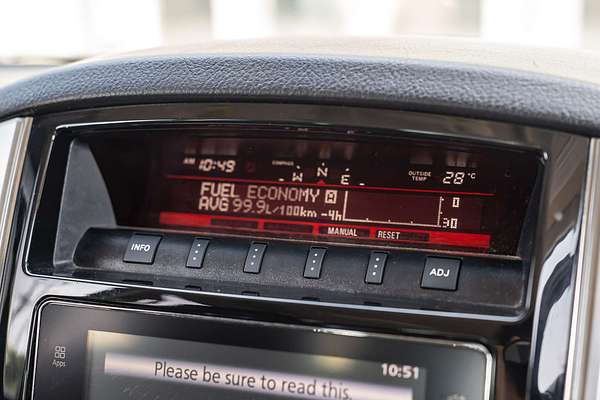 AM 10:49 COMPASS N OUTSIDE TEMP 28°C
W E
FUEL ECONOMY A 0
AVG 99.9L/100km -4h 30
MANUAL RESET
INFO ADJ
Apps 10:51
Please be sure to read this.